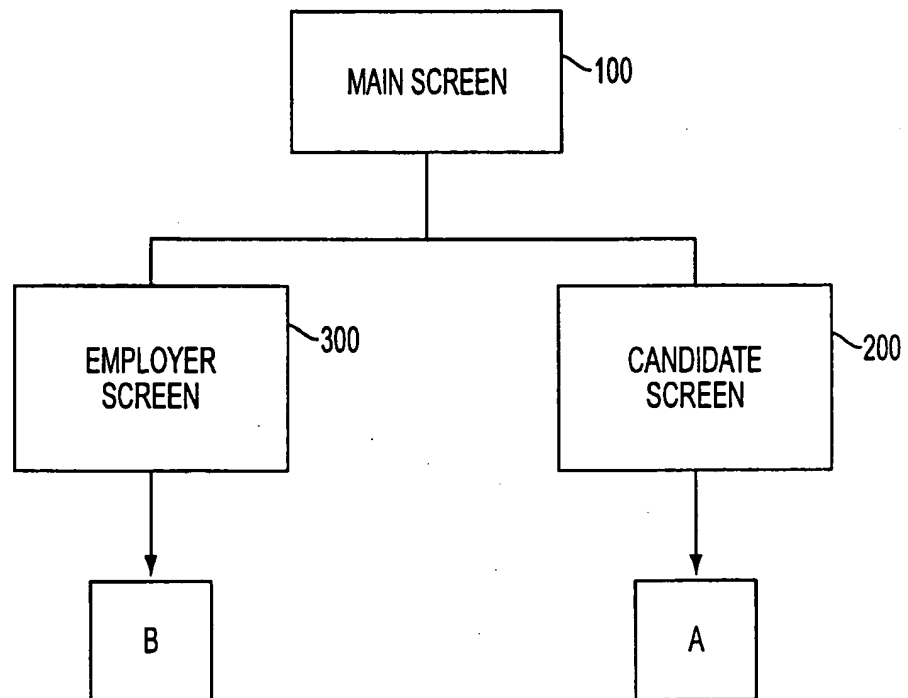 MAIN SCREEN
100
EMPLOYER
SCREEN
300
CANDIDATE
SCREEN
200
B
A